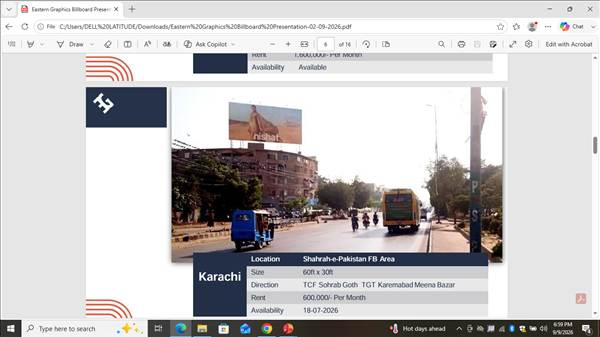 Eastern Graphics Billboard Presen
File
C:/Users/DELL%20LATITUDE/Downloads/Eastern%20Graphics%20Billboard%20Presentation-02-09-2026.pdf
Chat
Draw
Ask Copilot
6 of 16
Edit with Acrobat
Rent 1,600,000/- Per Month
Availability Available
nishat
P
S
Karachi
Location Shahrah-e-Pakistan FB Area
Size 60ft x 30ft
Direction TCF Sohrab Goth TGT Karemabad Meena Bazar
Rent 600,000/- Per Month
Availability 18-07-2026
Type here to search
Hot days ahead
6:59 PM
9/9/2026